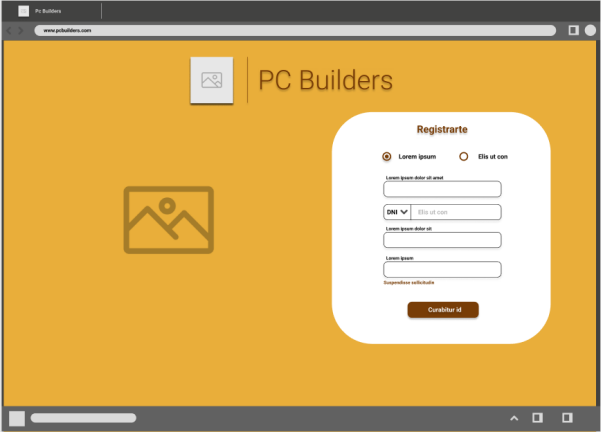 Pc Builders
www.pcbuilders.com
PC Builders
Registrarte
Lorem ipsum
Elis ut con
Lorem ipsum dolor sit amet
DNI
Elis ut con
Lorem ipsum dolor sit
Lorem ipsum
Suspendisse sollicitudin
Curabitur id